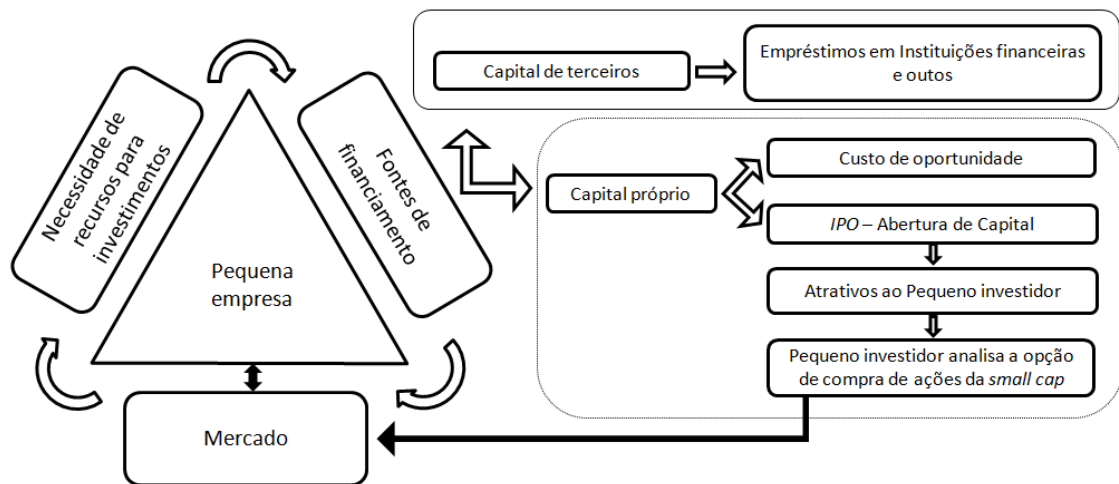 Necessidade de
recursos para
investimentos
Fontes de
financiamento
Pequena
empresa
Mercado
Capital de terceiros
Empréstimos em Instituições financeiras
e outos
Capital próprio
Custo de oportunidade
IPO – Abertura de Capital
Atrativos ao Pequeno investidor
Pequeno investidor analisa a opção
de compra de ações da small cap